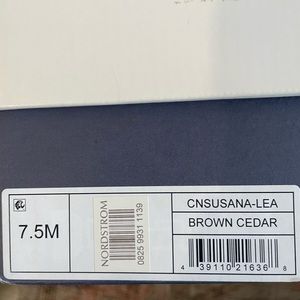 7.5M
NORDSTROM
0825 9931 1139
CNSUSANA-LEA
BROWN CEDAR
4 39110 21636 8